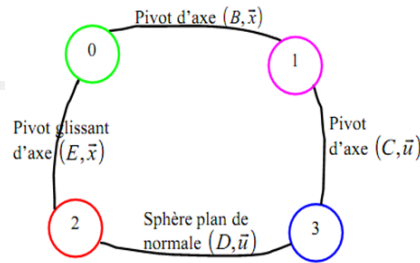 Pivot d'axe (B,x⃗)
0
1
Pivot glissant
d'axe (E,x⃗)
Pivot
d'axe (C,u⃗)
2
Sphère plan de
normale (D,u⃗)
3